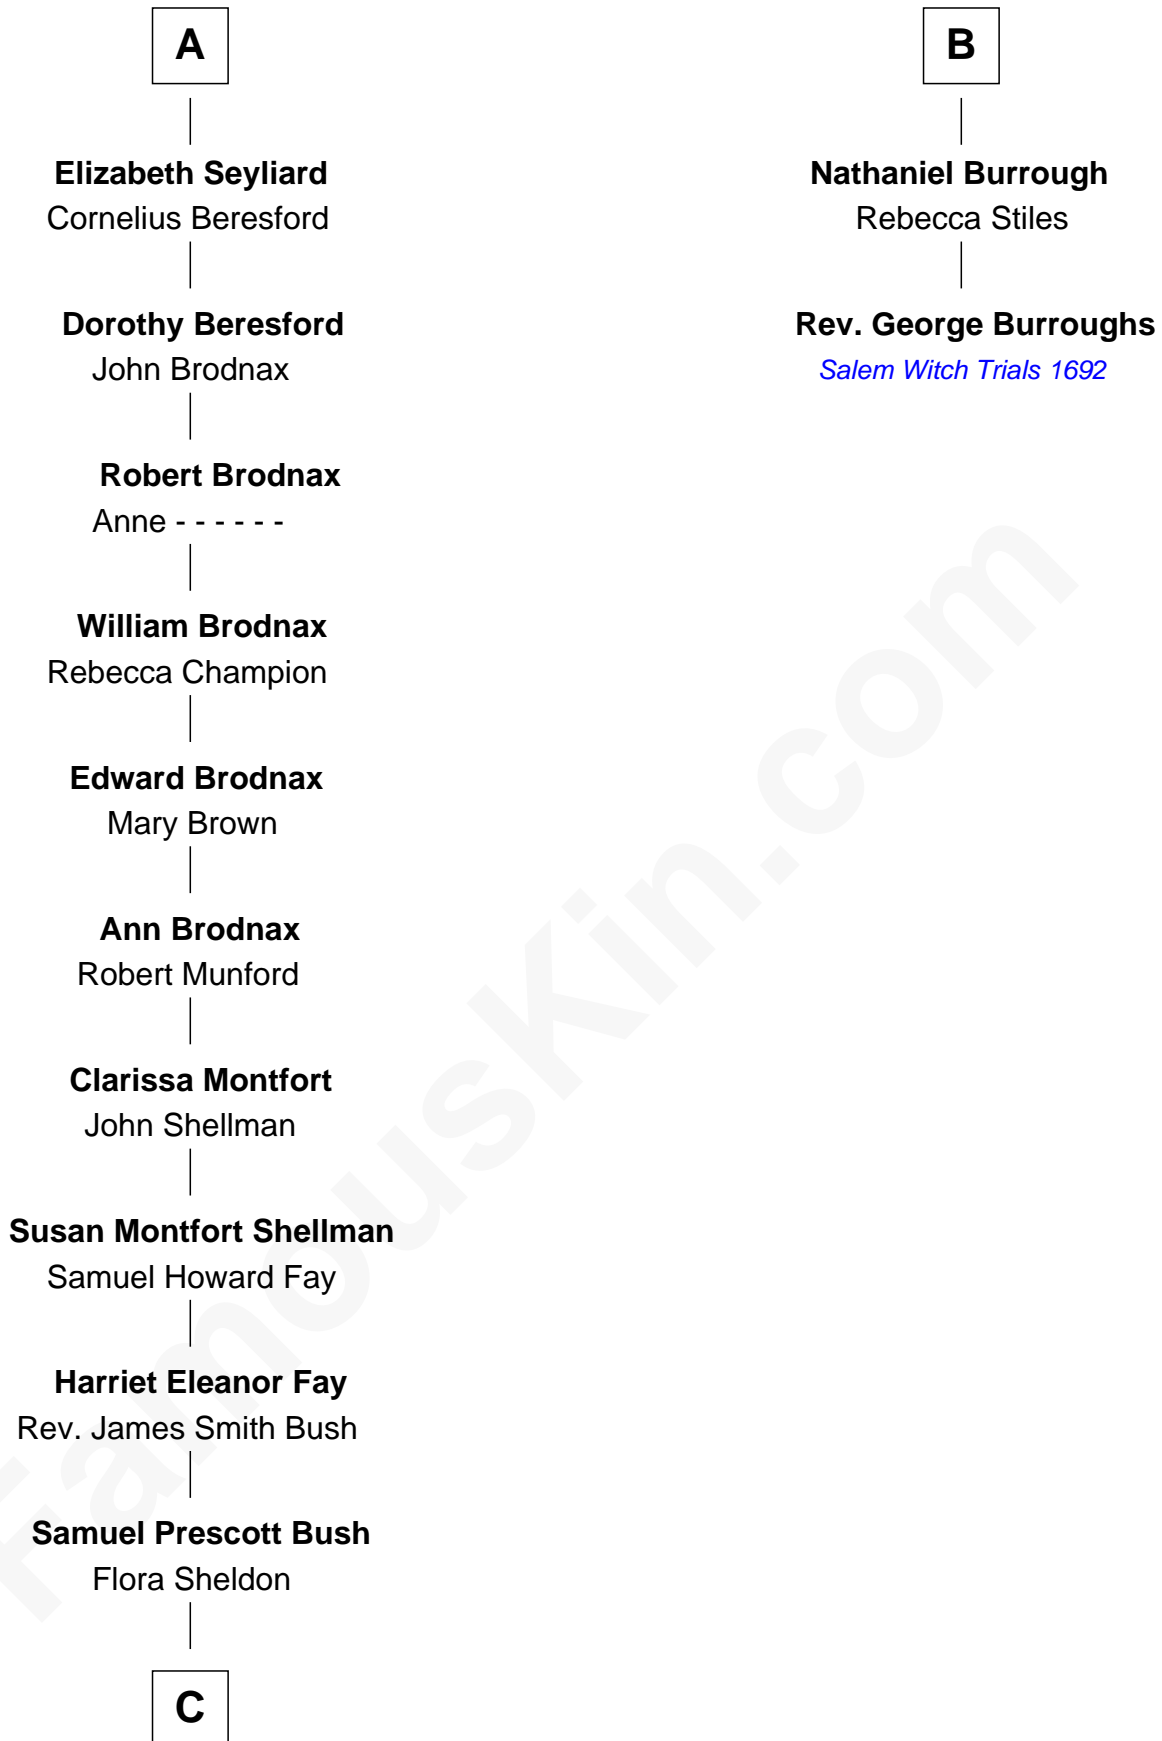 A
Elizabeth Seyliard
Cornelius Beresford
Dorothy Beresford
John Brodnax
Robert Brodnax
Anne - - - - - -
William Brodnax
Rebecca Champion
Edward Brodnax
Mary Brown
Ann Brodnax
Robert Munford
Clarissa Montfort
John Shellman
Susan Montfort Shellman
Samuel Howard Fay
Harriet Eleanor Fay
Rev. James Smith Bush
Samuel Prescott Bush
Flora Sheldon
C
B
Nathaniel Burrough
Rebecca Stiles
Rev. George Burroughs
Salem Witch Trials 1692
FamousKin.com